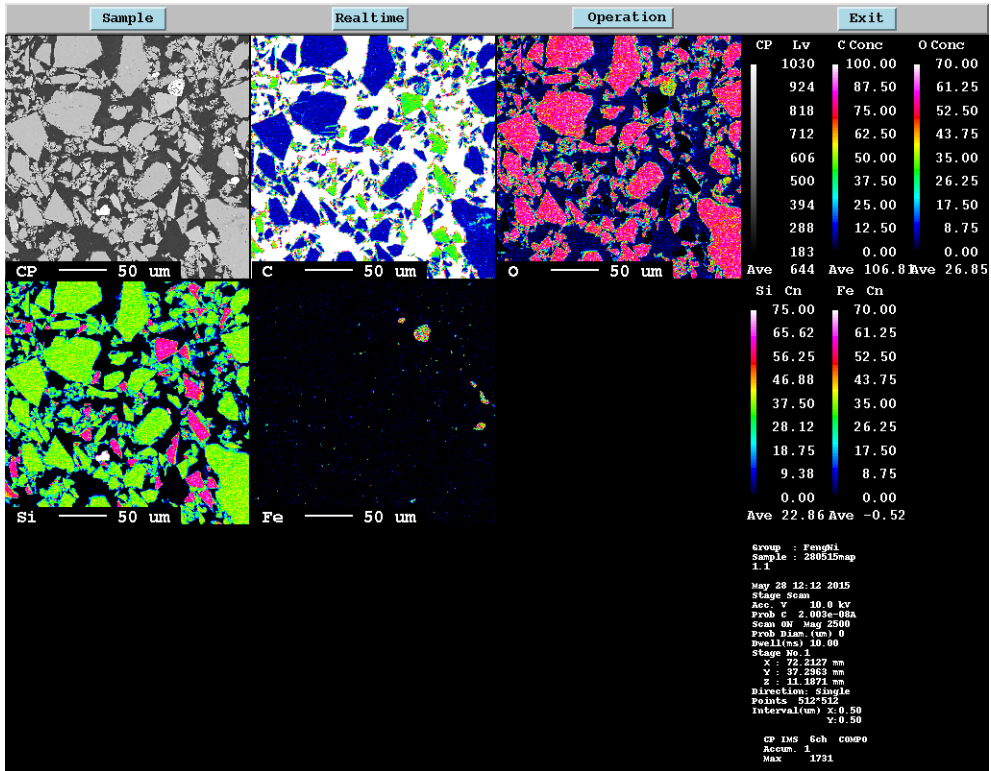 Sample Realtime Operation Exit
CP Lv C Conc O Conc
1030 100.00 70.00
924 87.50 61.25
818 75.00 52.50
712 62.50 43.75
606 50.00 35.00
500 37.50 26.25
394 25.00 17.50
288 12.50 8.75
183 0.00 0.00
Ave 644 Ave 106.81 Ave 26.85
CP 50 um C 50 um O 50 um
Si Cn Fe Cn
75.00 70.00
65.62 61.25
56.25 52.50
46.88 43.75
37.50 35.00
28.12 26.25
18.75 17.50
9.38 8.75
0.00 0.00
Ave 22.86 Ave -0.52
Si 50 um Fe 50 um
Group : FengNi
Sample : 280515map
1.1
May 28 12:12 2015
Stage Scan
Acc. V 10.0 kV
Prob C 2.003e-08A
Scan ON Mag 2500
Prob Diam.(um) 0
Dwell(ms) 10.00
Stage No.1
X : 72.2127 mm
Y : 37.2963 mm
Z : 11.1871 mm
Direction: Single
Points 512*512
Interval(um) X:0.50
Y:0.50
CP IMS 6ch COMPO
Accum. 1
Max 1731